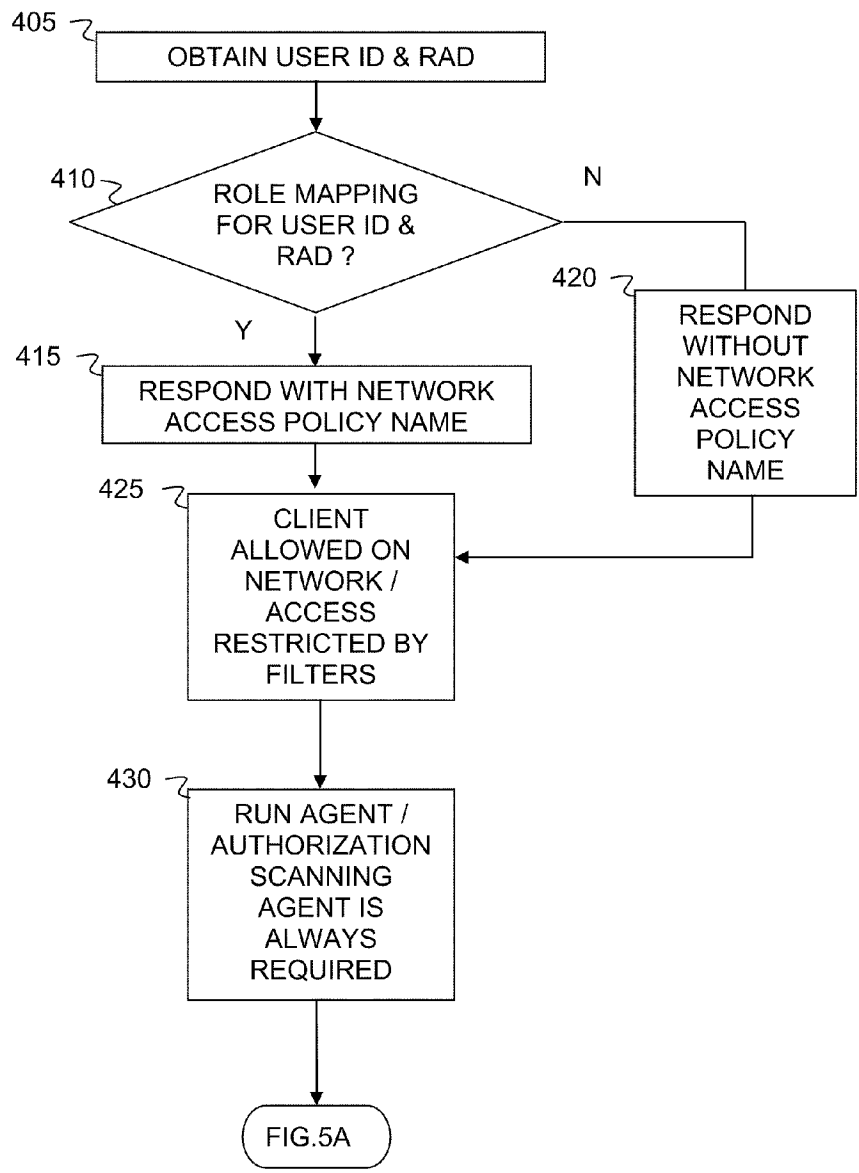 405
OBTAIN USER ID & RAD
410
ROLE MAPPING
FOR USER ID &
RAD ?
N
Y
420
RESPOND
WITHOUT
NETWORK
ACCESS
POLICY
NAME
415
RESPOND WITH NETWORK
ACCESS POLICY NAME
425
CLIENT
ALLOWED ON
NETWORK /
ACCESS
RESTRICTED BY
FILTERS
430
RUN AGENT /
AUTHORIZATION
SCANNING
AGENT IS
ALWAYS
REQUIRED
FIG.5A